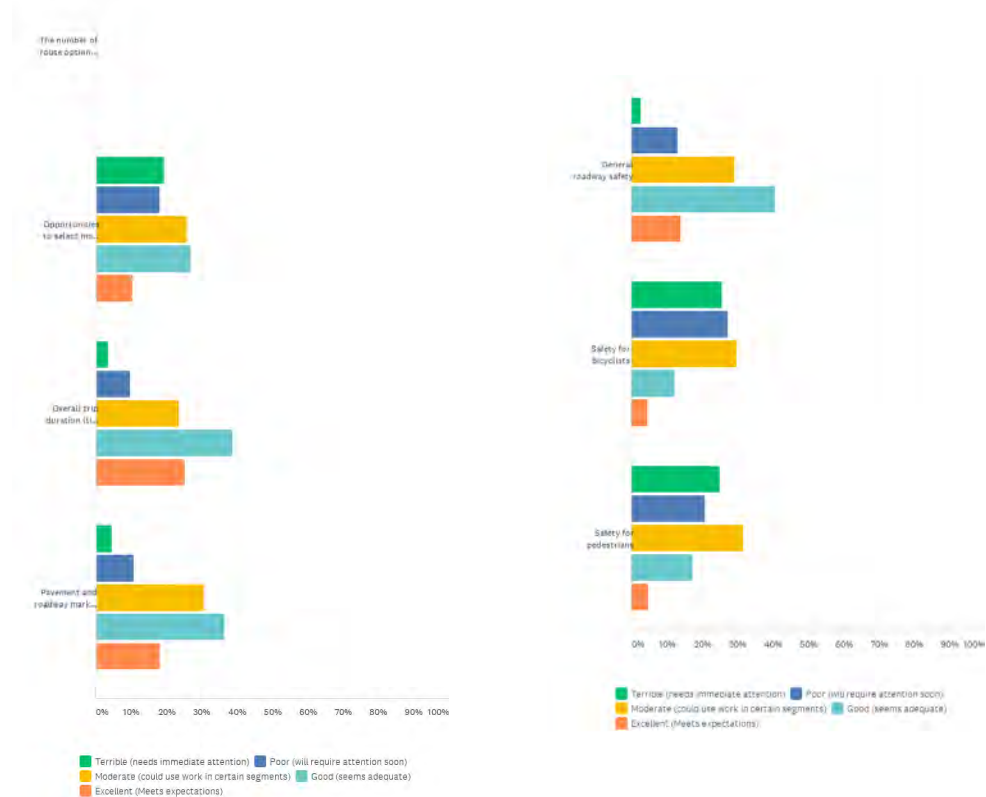 The number of
route option...
Opportunities
to select mo...
Overall trip
duration (ti...
Pavement and
roadway mark...
0% 10% 20% 30% 40% 50% 60% 70% 80% 90% 100%
Terrible (needs immediate attention) Poor (will require attention soon)
Moderate (could use work in certain segments) Good (seems adequate)
Excellent (Meets expectations)
General
roadway safety
Safety for
bicyclists
Safety for
pedestrians
0% 10% 20% 30% 40% 50% 60% 70% 80% 90% 100%
Terrible (needs immediate attention) Poor (will require attention soon)
Moderate (could use work in certain segments) Good (seems adequate)
Excellent (Meets expectations)